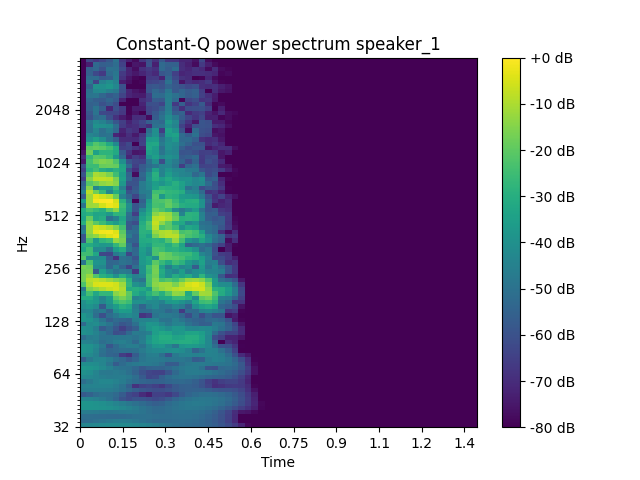 Constant-Q power spectrum speaker_1
Hz
2048
1024
512
256
128
64
32
0 0.15 0.3 0.45 0.6 0.75 0.9 1.1 1.2 1.4
Time
+0 dB
-10 dB
-20 dB
-30 dB
-40 dB
-50 dB
-60 dB
-70 dB
-80 dB